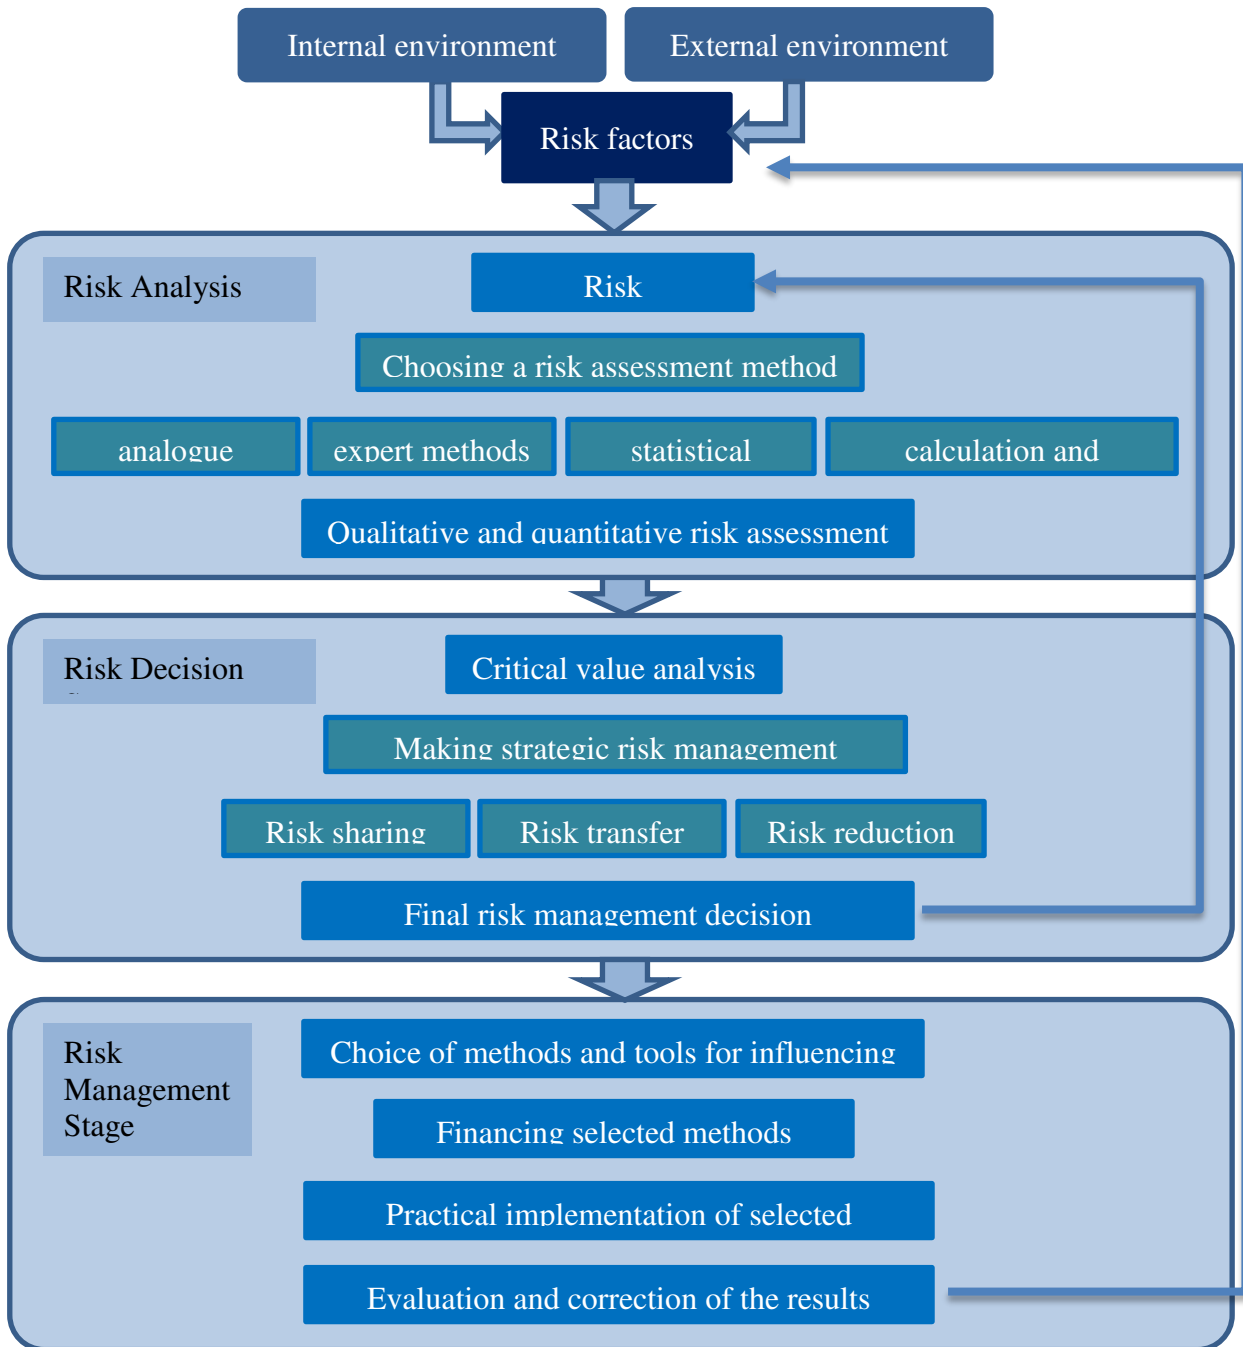 Internal environment
External environment
Risk factors
Risk Analysis
Risk
Choosing a risk assessment method
analogue
expert methods
statistical
calculation and
Qualitative and quantitative risk assessment
Risk Decision
Critical value analysis
Making strategic risk management
Risk sharing
Risk transfer
Risk reduction
Final risk management decision
Risk
Management
Stage
Choice of methods and tools for influencing
Financing selected methods
Practical implementation of selected
Evaluation and correction of the results